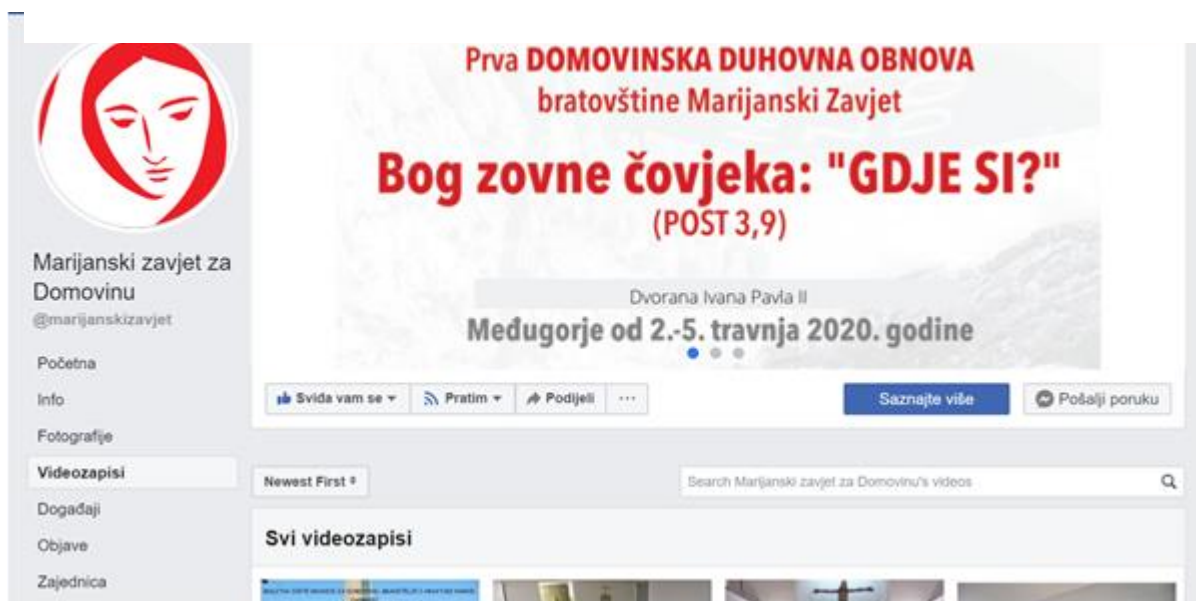 Prva DOMOVINSKA DUHOVNA OBNOVA
bratovštine Marijanski Zavjet
Bog zovne čovjeka: "GDJE SI?"
(POST 3,9)
Dvorana Ivana Pavla II
Međugorje od 2.-5. travnja 2020. godine
Marijanski zavjet za
Domovinu
@marijanskizavjet
Početna
Info
Fotografije
Videozapisi
Događaji
Objave
Zajednica
Sviđa vam se
Pratim
Podijeli
...
Saznajte više
Pošalji poruku
Newest First
Search Marijanski zavjet za Domovinu's videos
Svi videozapisi